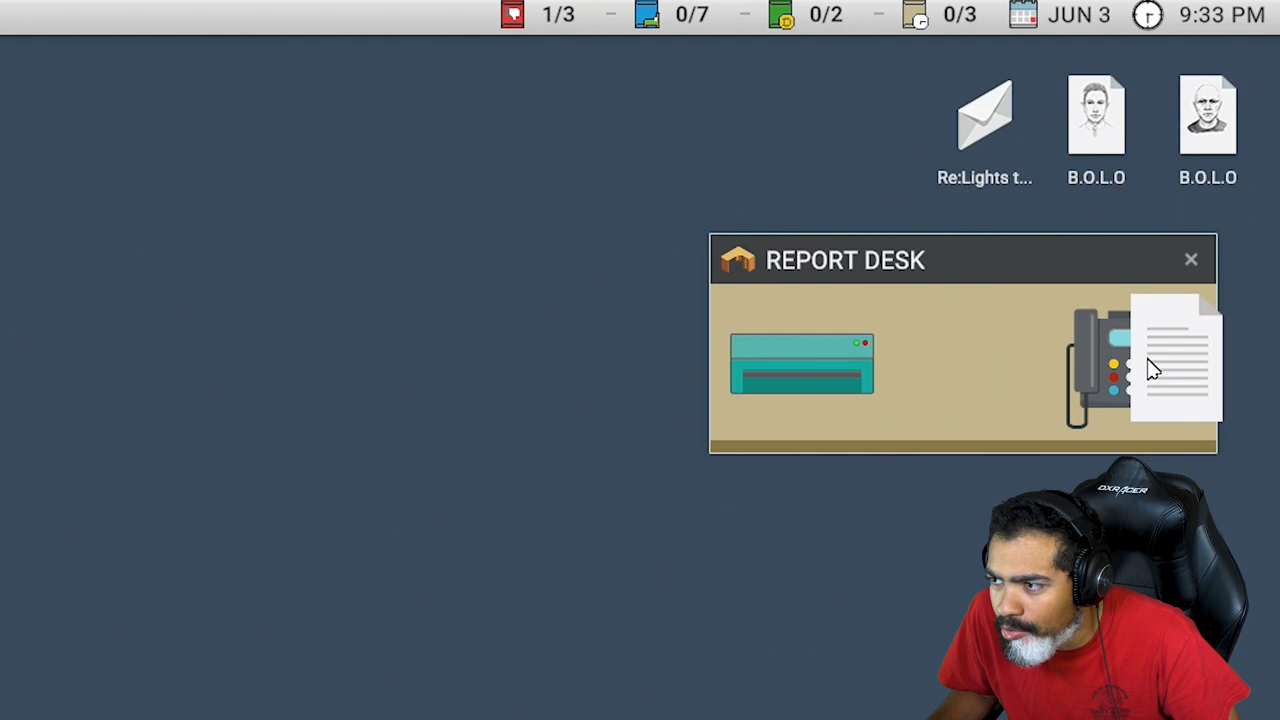 1/3 – 0/7 – 0/2 – 0/3 JUN 3 9:33 PM
Re:Lights t... B.O.L.O B.O.L.O
REPORT DESK
DXRACER